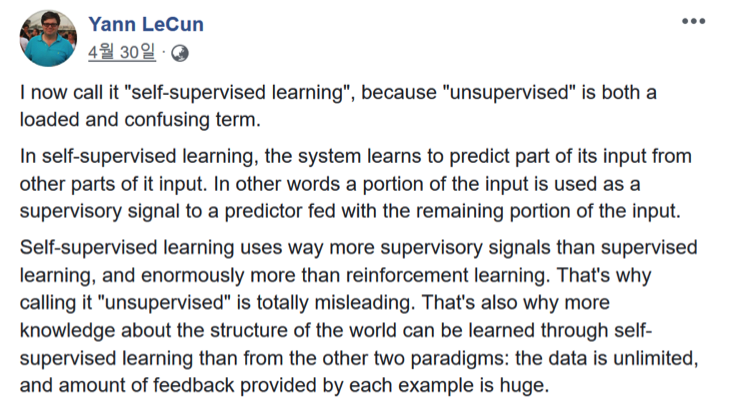 Yann LeCun
4월 30일 ·
I now call it "self-supervised learning", because "unsupervised" is both a
loaded and confusing term.
In self-supervised learning, the system learns to predict part of its input from
other parts of it input. In other words a portion of the input is used as a
supervisory signal to a predictor fed with the remaining portion of the input.
Self-supervised learning uses way more supervisory signals than supervised
learning, and enormously more than reinforcement learning. That's why
calling it "unsupervised" is totally misleading. That's also why more
knowledge about the structure of the world can be learned through self-
supervised learning than from the other two paradigms: the data is unlimited,
and amount of feedback provided by each example is huge.